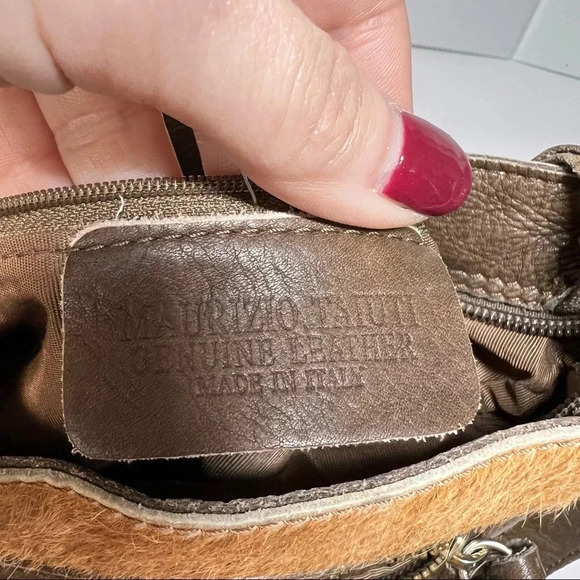 MAURIZIO TAIUTI
GENUINE LEATHER
MADE IN ITALY